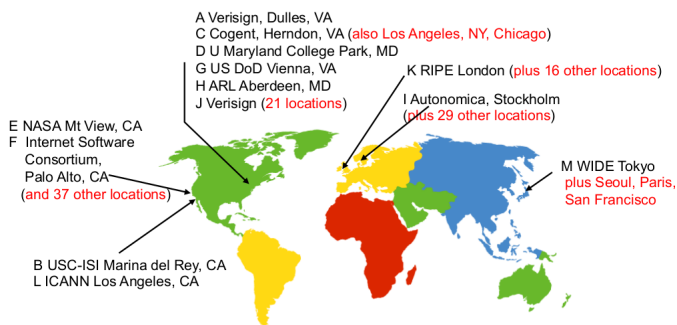 A Verisign, Dulles, VA
C Cogent, Herndon, VA (also Los Angeles, NY, Chicago)
D U Maryland College Park, MD
G US DoD Vienna, VA
H ARL Aberdeen, MD
J Verisign (21 locations)
K RIPE London (plus 16 other locations)
I Autonomica, Stockholm
(plus 29 other locations)
E NASA Mt View, CA
F Internet Software
Consortium,
Palo Alto, CA
(and 37 other locations)
M WIDE Tokyo
plus Seoul, Paris,
San Francisco
B USC-ISI Marina del Rey, CA
L ICANN Los Angeles, CA